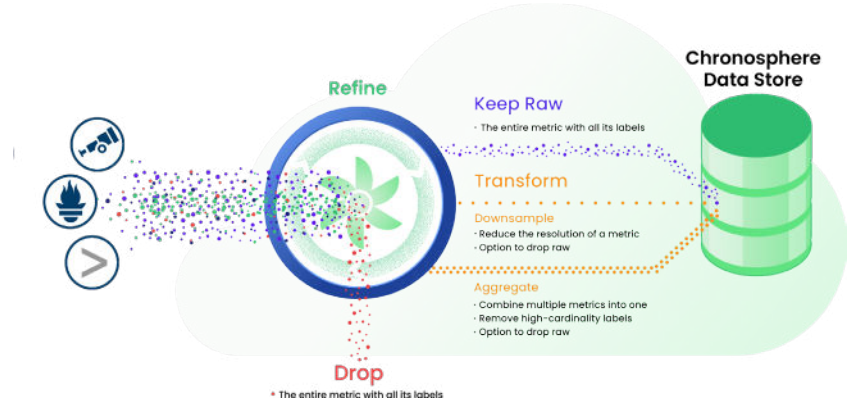 Chronosphere
Data Store
Refine
Keep Raw
· The entire metric with all its labels
Transform
Downsample
· Reduce the resolution of a metric
· Option to drop raw
Aggregate
· Combine multiple metrics into one
· Remove high-cardinality labels
· Option to drop raw
Drop
• The entire metric with all its labels